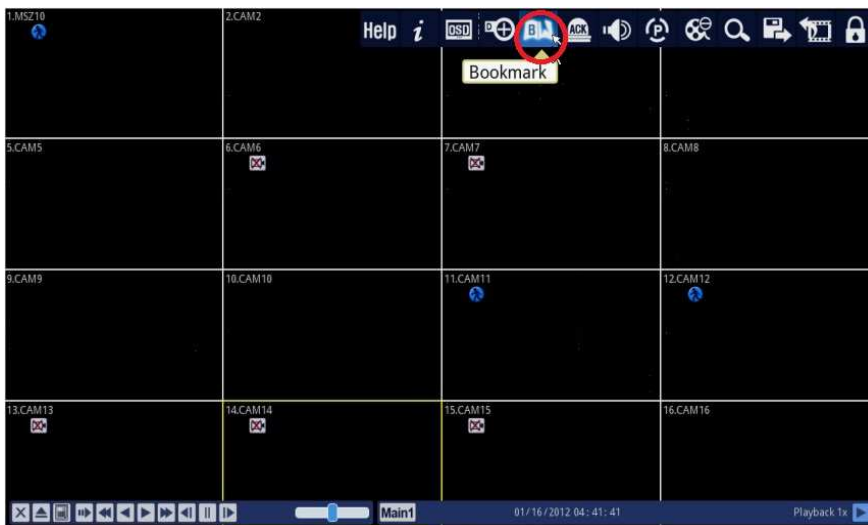 1.MSZ10 2.CAM2 Help i OSD D BM ACK P
Bookmark
5.CAM5 6.CAM6 7.CAM7 8.CAM8
9.CAM9 10.CAM10 11.CAM11 12.CAM12
13.CAM13 14.CAM14 15.CAM15 16.CAM16
Main1 01/16/2012 04:41:41 Playback 1x